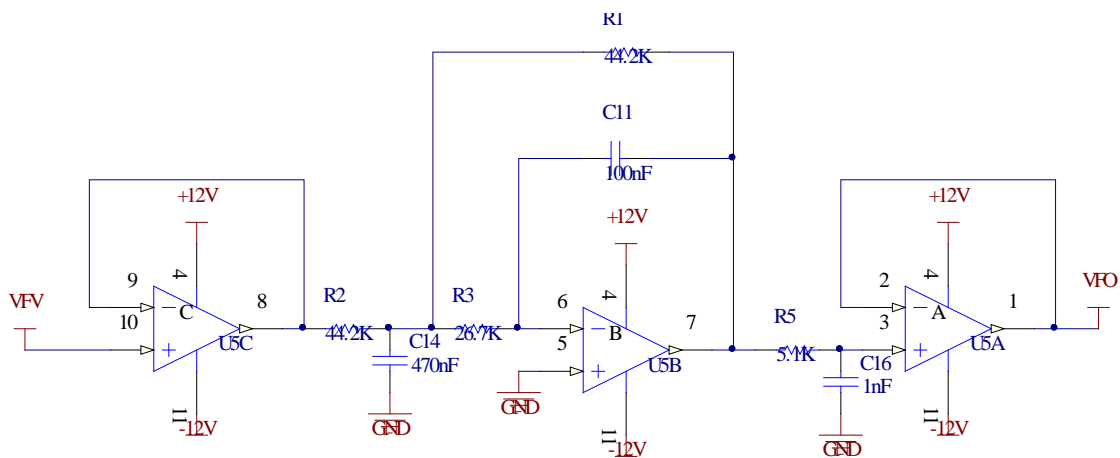 R1
44.2K
C11
100nF
+12V
+12V
+12V
9
4
8
VFV
10
C
U5C
11
-12V
R2
44.2K
C14
470nF
GND
R3
26.7K
6
5
4
B
7
U5B
GND
11
-12V
R5
5.1K
C16
1nF
GND
2
3
4
A
1
U5A
VFO
11
-12V